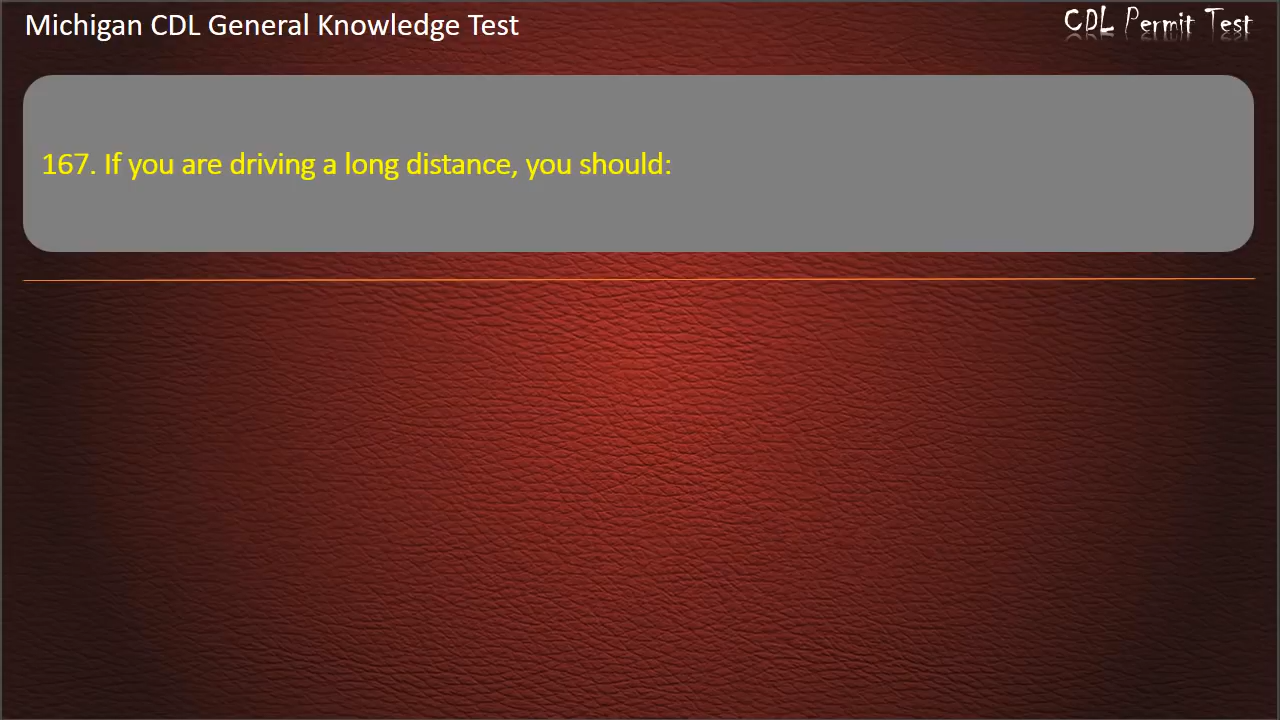 Michigan CDL General Knowledge Test
CDL Permit Test
167. If you are driving a long distance, you should: